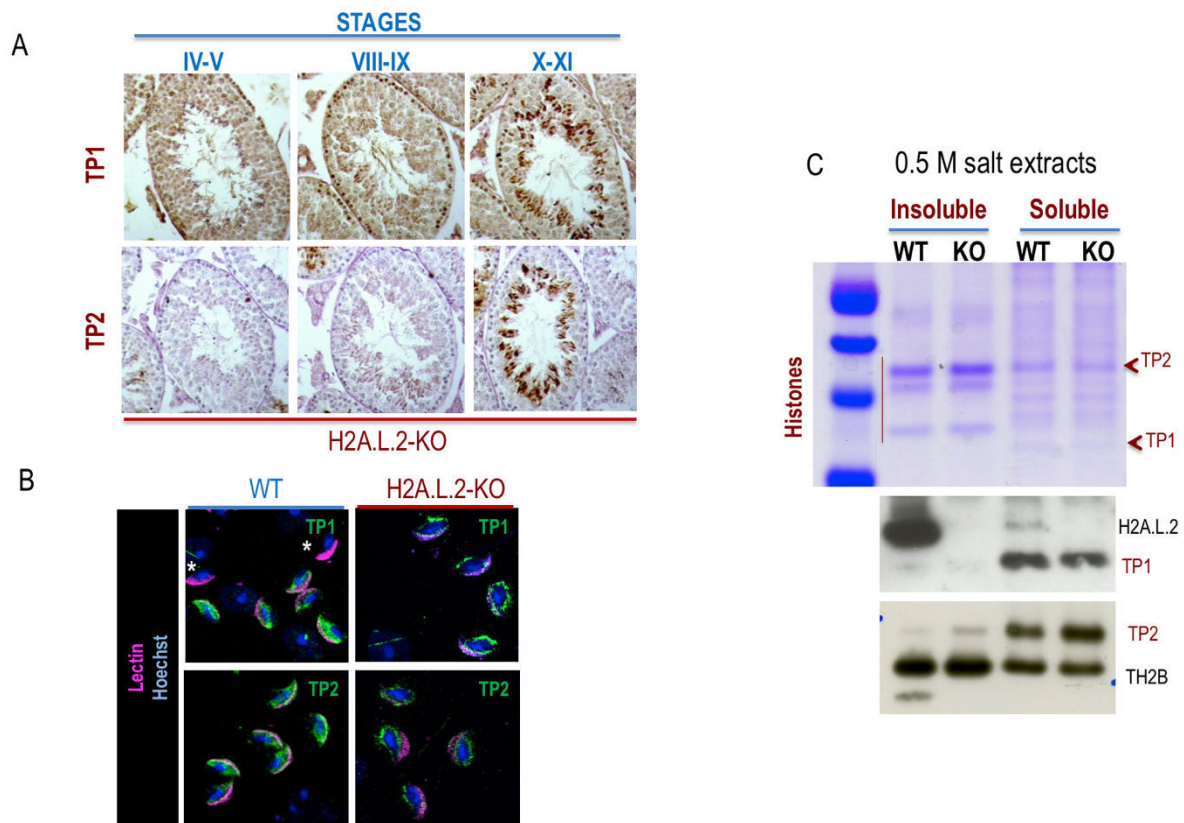 A
STAGES
IV-V VIII-IX X-XI
TP1
TP2
H2A.L.2-KO
B
WT H2A.L.2-KO
Lectin
Hoechst
TP1 TP1
* *
TP2 TP2
C
0.5 M salt extracts
Insoluble Soluble
WT KO WT KO
Histones
TP2
TP1
H2A.L.2
TP1
TP2
TH2B